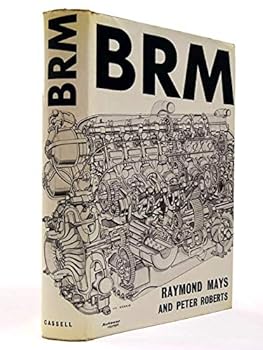 BRM
CASSELL
BRM
RAYMOND MAYS
AND PETER ROBERTS